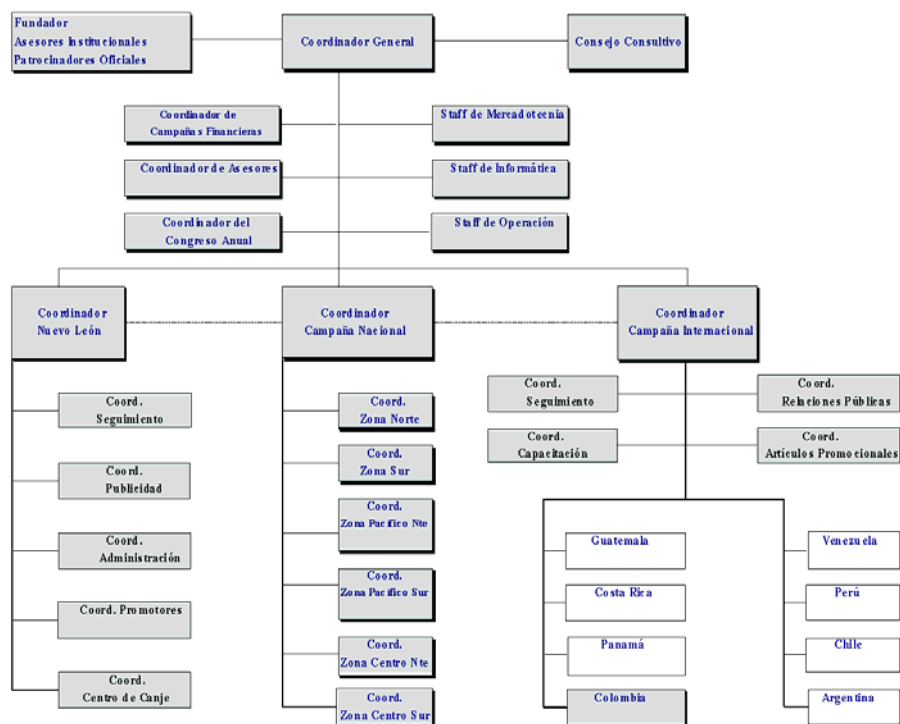 Fundador
Asesores Institucionales
Patrocinadores Oficiales
Coordinador General
Consejo Consultivo
Coordinador de
Campañas Financieras
Staff de Mercadotecnía
Coordinador de Asesores
Staff de Informática
Coordinador del
Congreso Anual
Staff de Operación
Coordinador
Nuevo León
Coordinador
Campaña Nacional
Coordinador
Campaña Internacional
Coord.
Seguimiento
Coord.
Publicidad
Coord.
Administración
Coord. Promotores
Coord.
Centro de Canje
Coord.
Zona Norte
Coord.
Zona Sur
Coord.
Zona Pacífico Nte
Coord.
Zona Pacífico Sur
Coord.
Zona Centro Nte
Coord.
Zona Centro Sur
Coord.
Seguimiento
Coord.
Relaciones Públicas
Coord.
Capacitación
Coord.
Artículos Promocionales
Guatemala
Costa Rica
Panamá
Colombia
Venezuela
Perú
Chile
Argentina